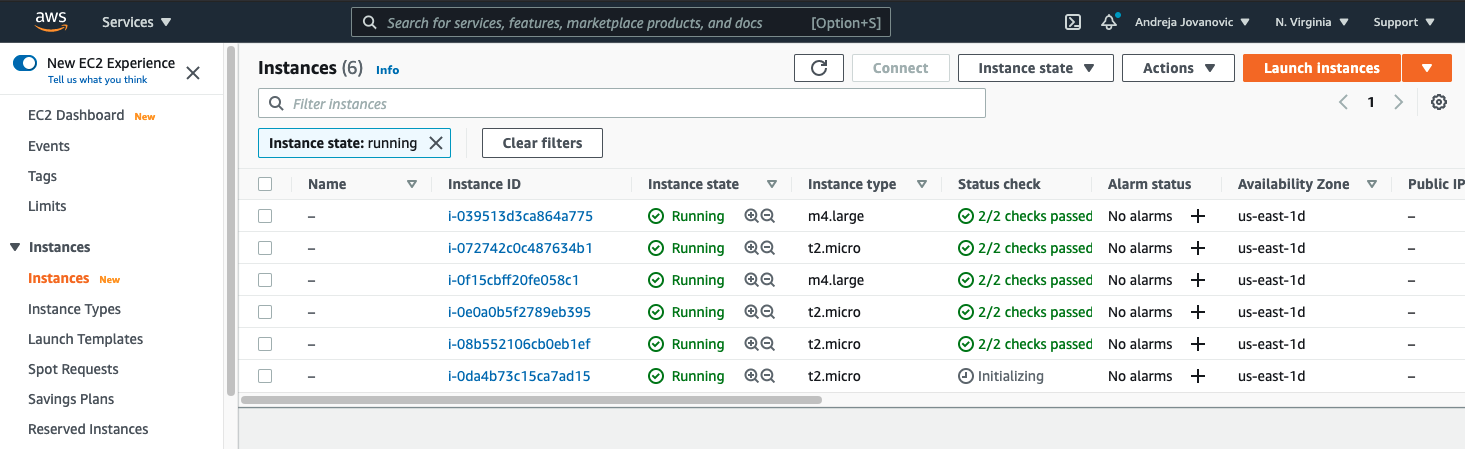 aws Services Search for services, features, marketplace products, and docs [Option+S] Andreja Jovanovic N. Virginia Support
New EC2 Experience
Tell us what you think
EC2 Dashboard New
Events
Tags
Limits
Instances
Instances New
Instance Types
Launch Templates
Spot Requests
Savings Plans
Reserved Instances
Instances (6) Info Connect Instance state Actions Launch instances
Filter instances 1
Instance state: running Clear filters
Name Instance ID Instance state Instance type Status check Alarm status Availability Zone Public IP
– i-039513d3ca864a775 Running m4.large 2/2 checks passed No alarms + us-east-1d –
– i-072742c0c487634b1 Running t2.micro 2/2 checks passed No alarms + us-east-1d –
– i-0f15cbff20fe058c1 Running m4.large 2/2 checks passed No alarms + us-east-1d –
– i-0e0a0b5f2789eb395 Running t2.micro 2/2 checks passed No alarms + us-east-1d –
– i-08b552106cb0eb1ef Running t2.micro 2/2 checks passed No alarms + us-east-1d –
– i-0da4b73c15ca7ad15 Running t2.micro Initializing No alarms + us-east-1d –